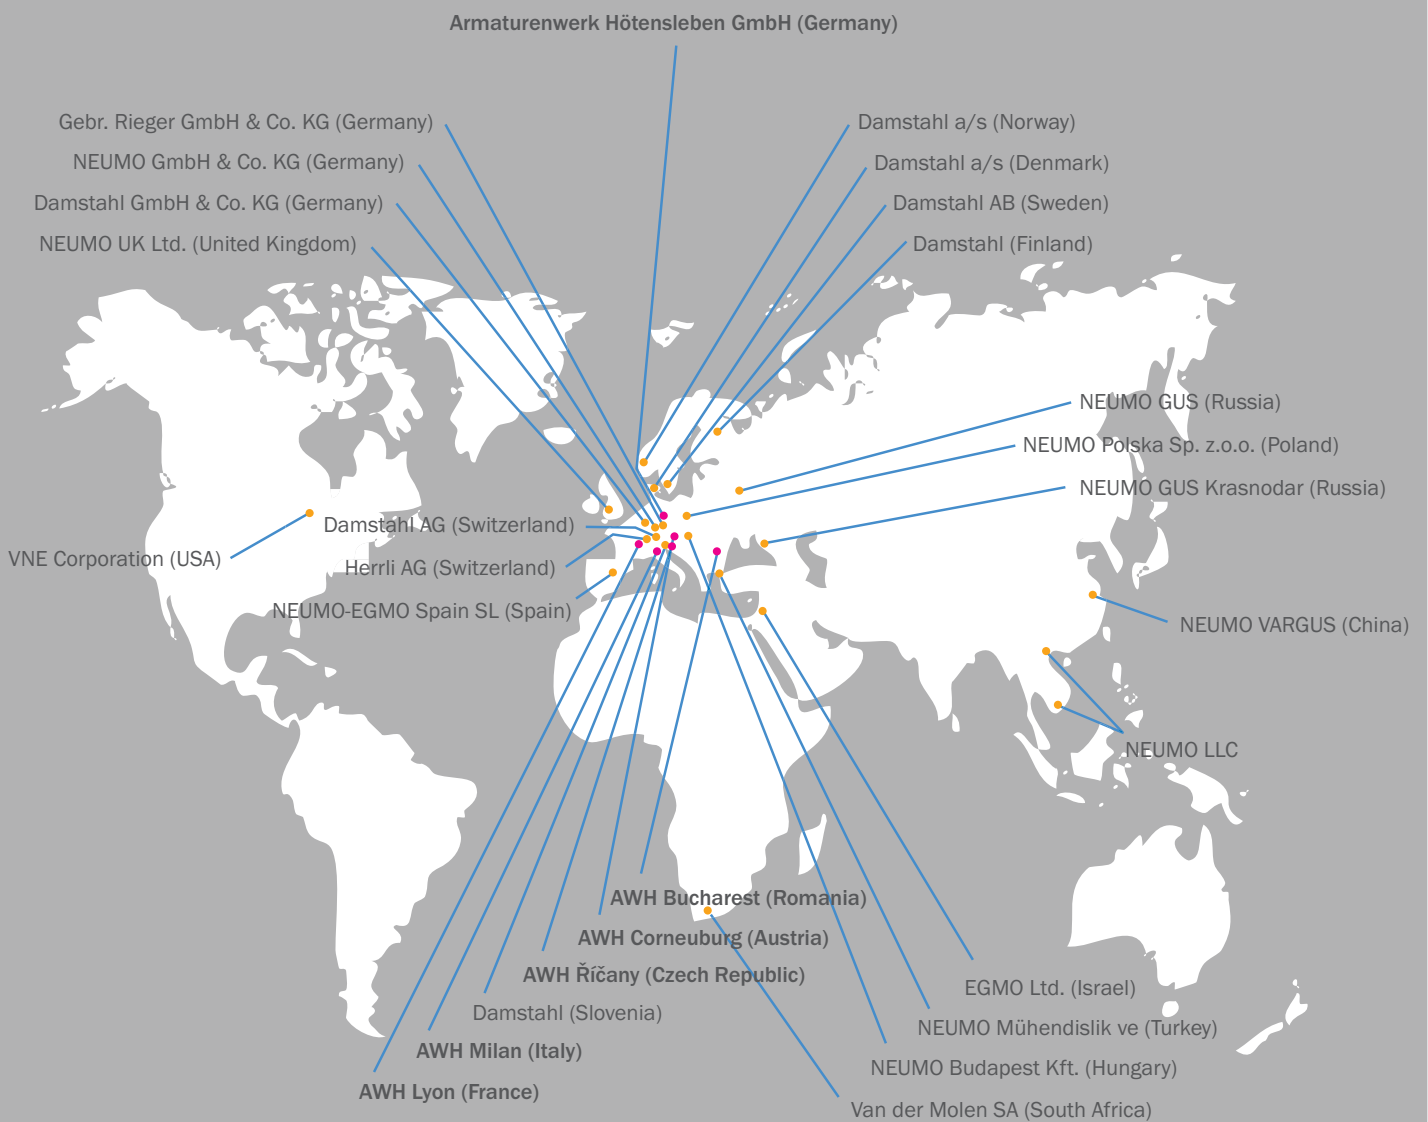 Armaturenwerk Hötensleben GmbH (Germany)
Gebr. Rieger GmbH & Co. KG (Germany)
NEUMO GmbH & Co. KG (Germany)
Damstahl GmbH & Co. KG (Germany)
NEUMO UK Ltd. (United Kingdom)
Damstahl a/s (Norway)
Damstahl a/s (Denmark)
Damstahl AB (Sweden)
Damstahl (Finland)
NEUMO GUS (Russia)
NEUMO Polska Sp. z.o.o. (Poland)
NEUMO GUS Krasnodar (Russia)
Damstahl AG (Switzerland)
VNE Corporation (USA)
Herrli AG (Switzerland)
NEUMO-EGMO Spain SL (Spain)
NEUMO VARGUS (China)
NEUMO LLC
AWH Bucharest (Romania)
AWH Corneuburg (Austria)
AWH Říčany (Czech Republic)
Damstahl (Slovenia)
AWH Milan (Italy)
AWH Lyon (France)
EGMO Ltd. (Israel)
NEUMO Mühendislik ve (Turkey)
NEUMO Budapest Kft. (Hungary)
Van der Molen SA (South Africa)